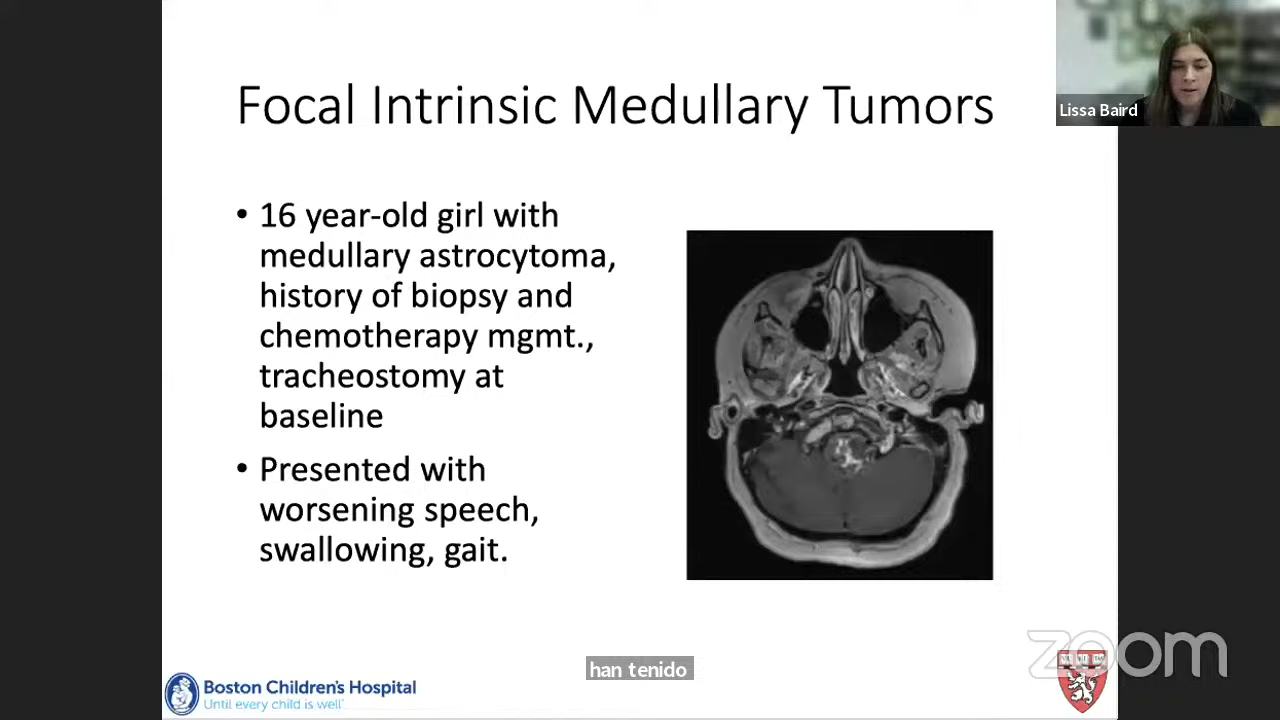 Focal Intrinsic Medullary Tumors
Lissa Baird
• 16 year-old girl with
medullary astrocytoma,
history of biopsy and
chemotherapy mgmt.,
tracheostomy at
baseline
• Presented with
worsening speech,
swallowing, gait.
han tenido
Boston Children's Hospital
Until every child is well
zoom